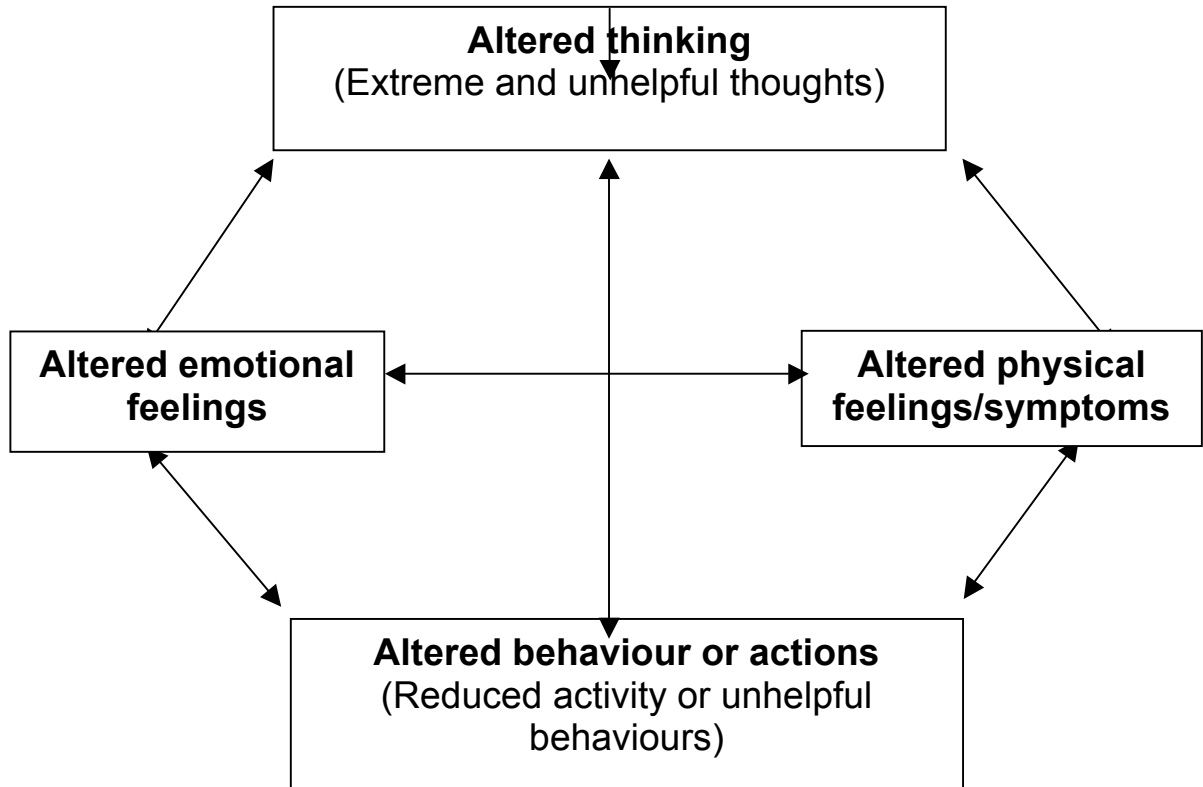 Altered thinking
(Extreme and unhelpful thoughts)
Altered emotional
feelings
Altered physical
feelings/symptoms
Altered behaviour or actions
(Reduced activity or unhelpful
behaviours)